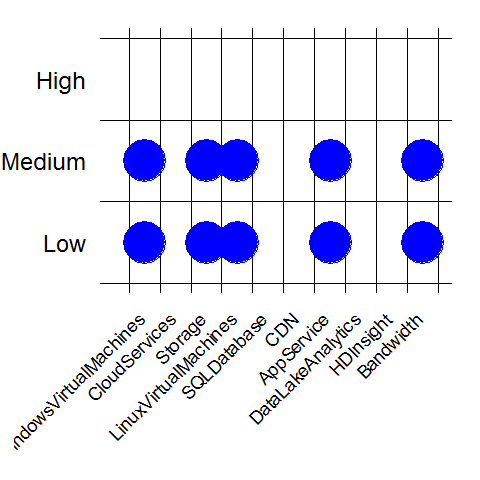 High
Medium
Low
ndowsVirtualMachines
CloudServices
Storage
LinuxVirtualMachines
SQLDatabase
CDN
AppService
DataLakeAnalytics
HDInsight
Bandwidth